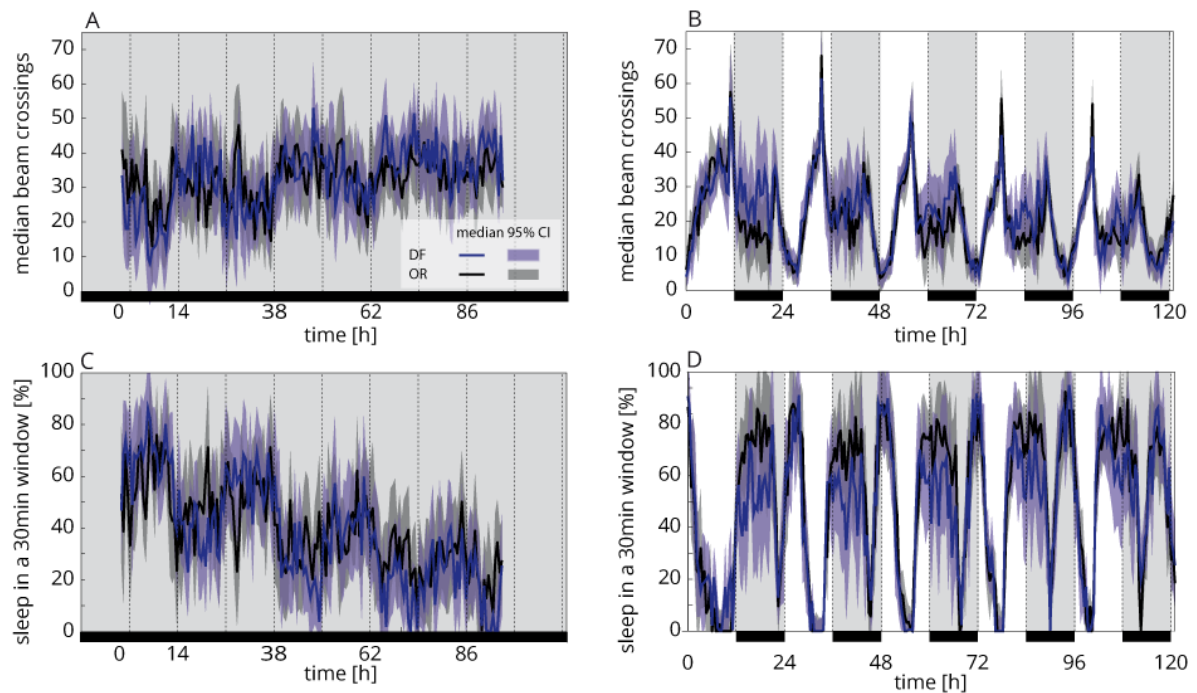 A
median beam crossings
70
60
50
40
30
20
10
0
median 95% CI
DF
OR
0 14 38 62 86
time [h]
B
median beam crossings
70
60
50
40
30
20
10
0
0 24 48 72 96 120
time [h]
C
sleep in a 30min window [%]
100
80
60
40
20
0
0 14 38 62 86
time [h]
D
sleep in a 30min window [%]
100
80
60
40
20
0
0 24 48 72 96 120
time [h]